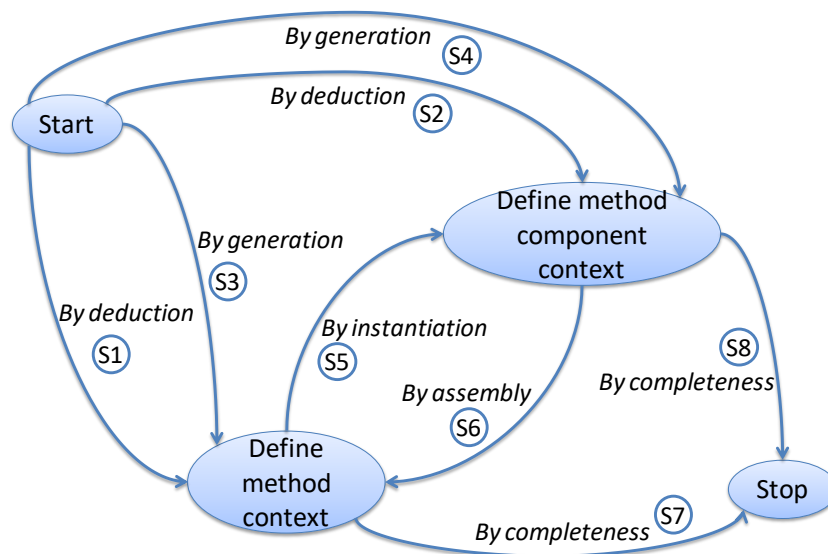 By generation
S4
By deduction
S2
Start
Define method
component
context
By generation
S3
By deduction
S1
By instantiation
S5
S8
By completeness
By assembly
S6
Define
method
context
Stop
By completeness
S7